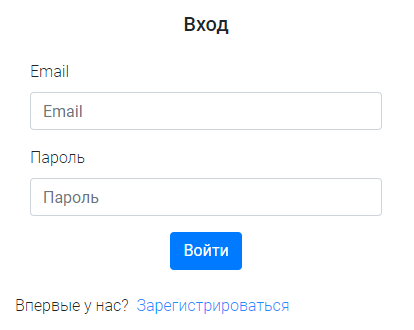 Вход
Email
Email
Пароль
Пароль
Войти
Впервые у нас? Зарегистрироваться